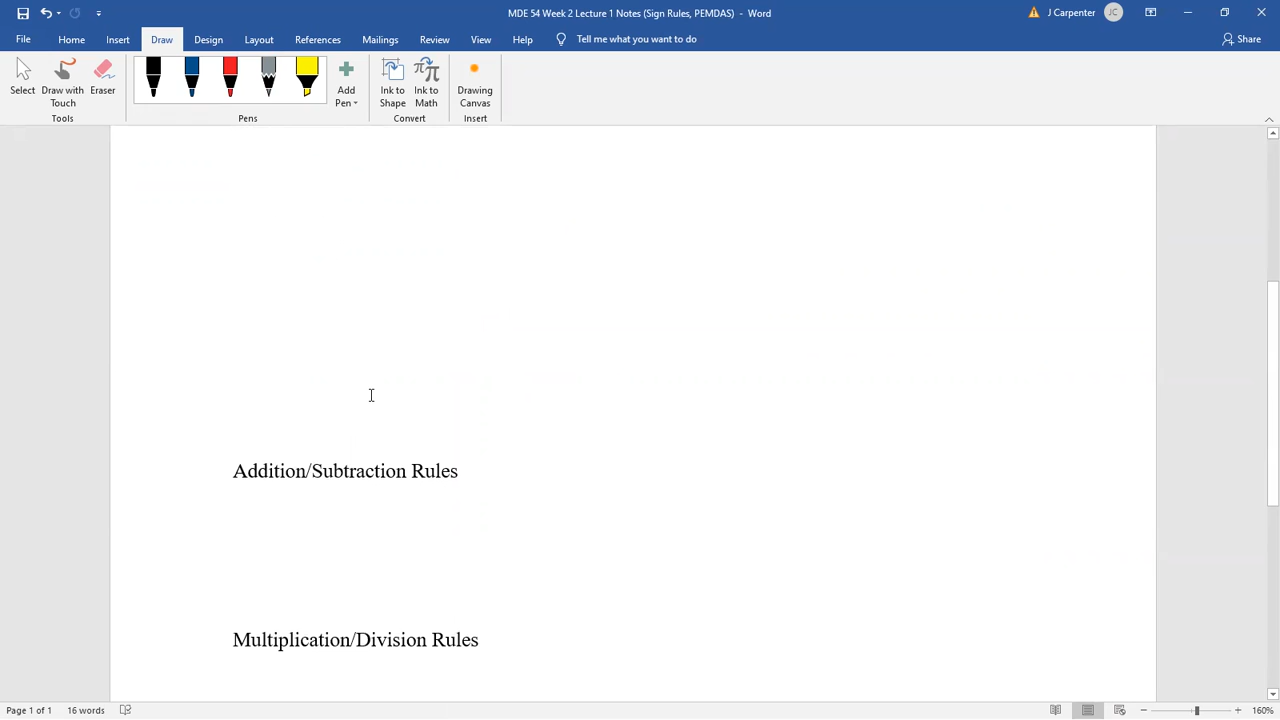 MDE 54 Week 2 Lecture 1 Notes (Sign Rules, PEMDAS) - Word
J Carpenter JC
File Home Insert Draw Design Layout References Mailings Review View Help Tell me what you want to do Share
Select Draw with Touch Eraser Add Pen Ink to Shape Ink to Math Drawing Canvas
Tools Pens Convert Insert
Addition/Subtraction Rules
Multiplication/Division Rules
Page 1 of 1 16 words 160%